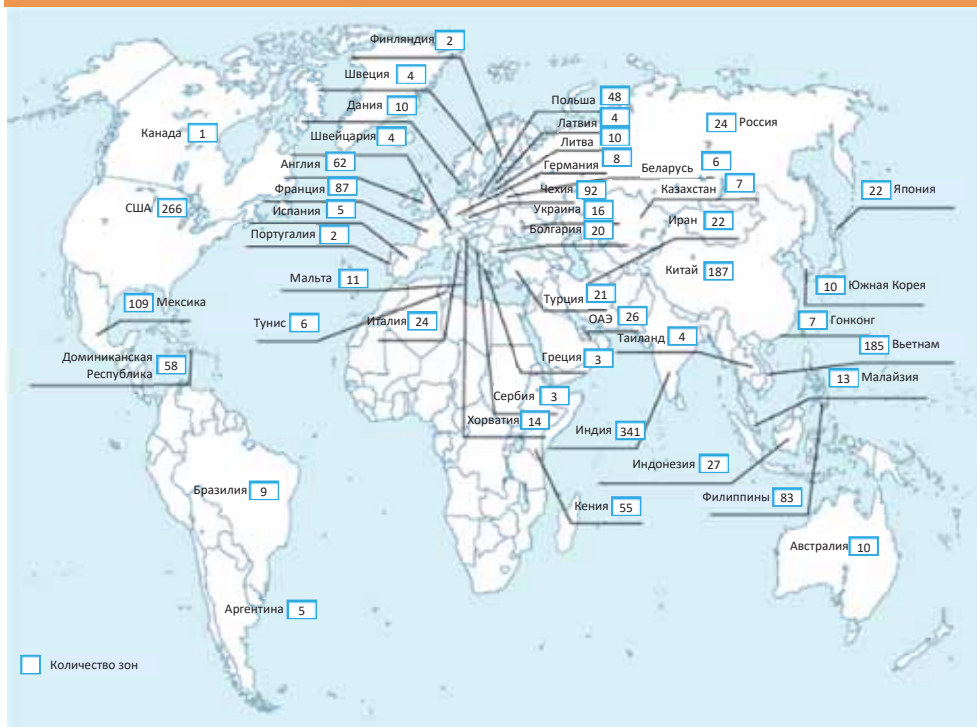 Финляндия 2
Швеция 4
Дания 10
Швейцария 4
Англия 62
Франция 87
Испания 5
Португалия 2
Мальта 11
Тунис 6
Италия 24
Канада 1
США 266
109 Мексика
Доминиканская
Республика 58
Бразилия 9
Аргентина 5
Польша 48
Латвия 4
Литва 10
Германия 8
Чехия 92
Украина 16
Болгария 20
24 Россия
Беларусь 6
Казахстан 7
Иран 22
22 Япония
Китай 187
10 Южная Корея
7 Гонконг
185 Вьетнам
13 Малайзия
Турция 21
ОАЭ 26
Таиланд 4
Греция 3
Сербия 3
Хорватия 14
Индия 341
Индонезия 27
Филиппины 83
Кения 55
Австралия 10
Количество зон